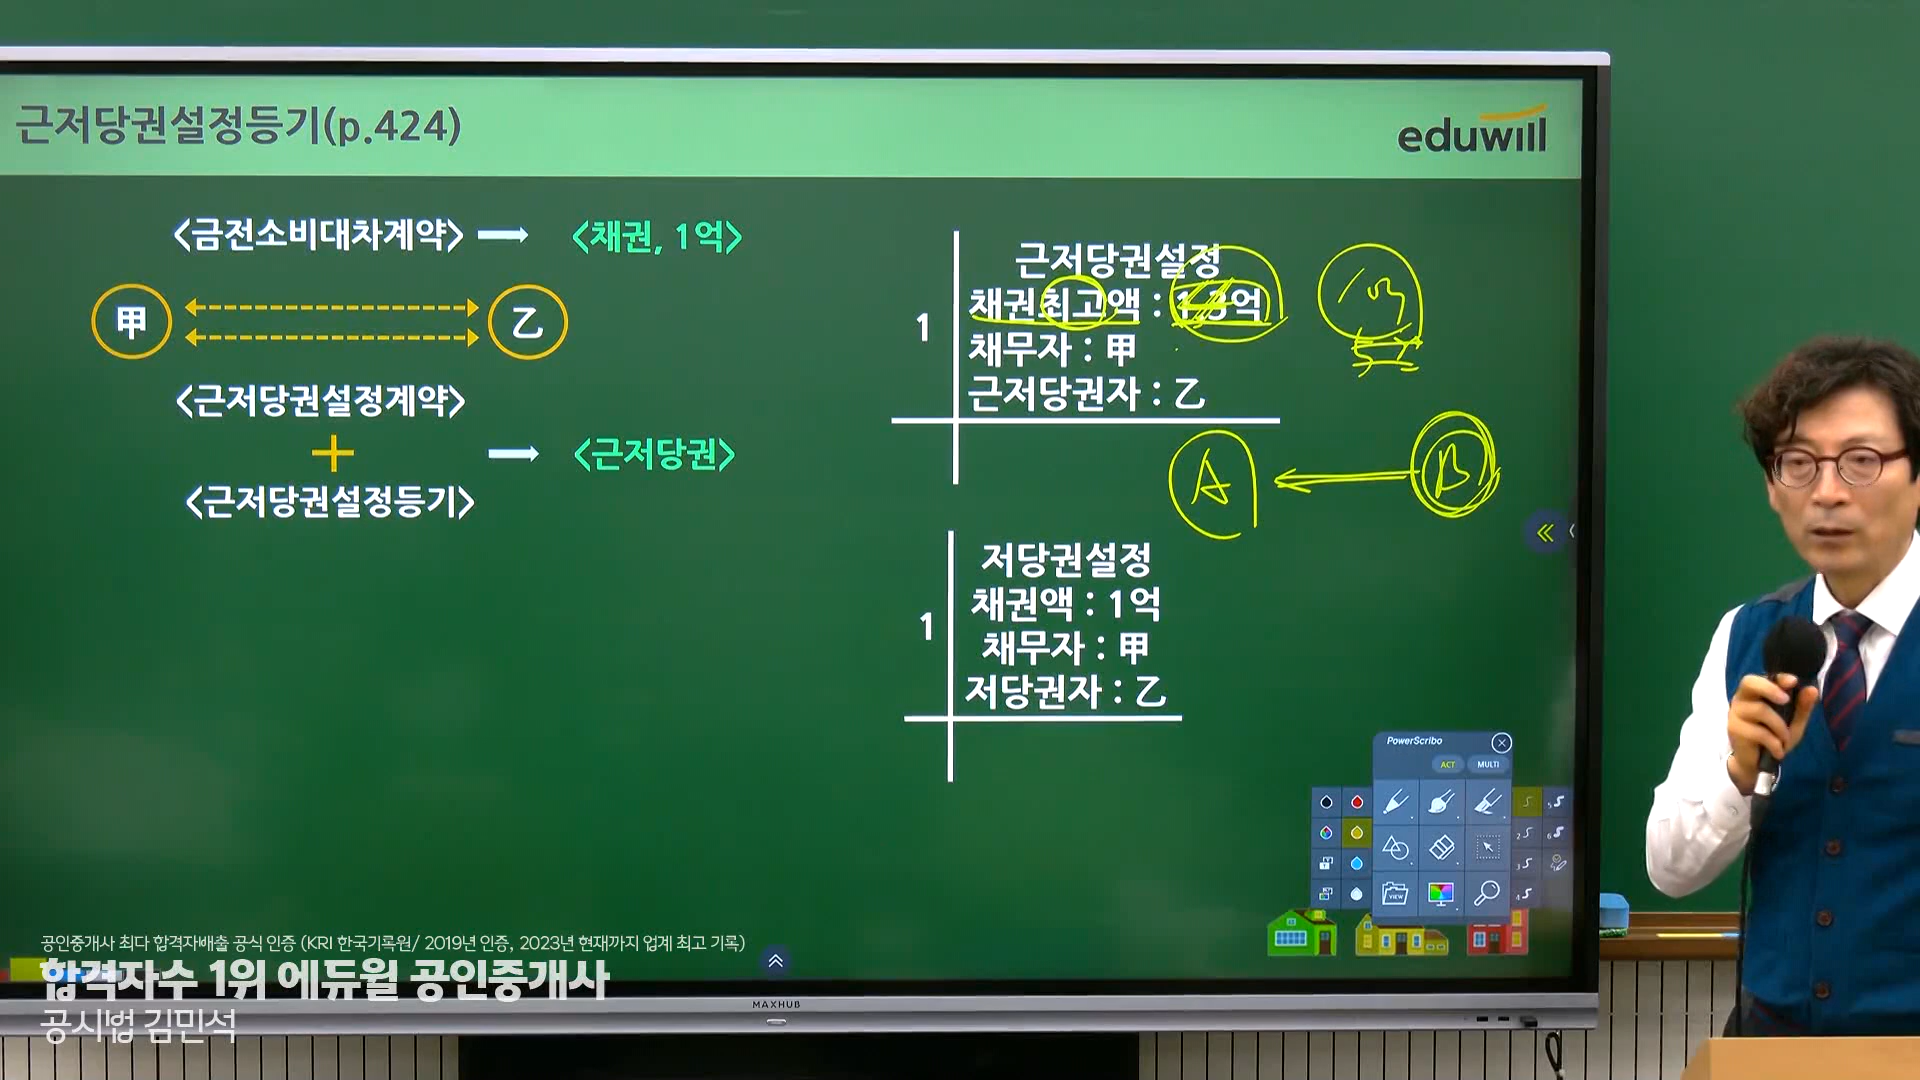 근저당권설정등기(p.424)
eduwill
<금전소비대차계약>
<채권, 1억>
甲
乙
<근저당권설정계약>
+
<근저당권설정등기>
<근저당권>
1
근저당권설정
채권최고액 : 1.3억
채무자 : 甲
근저당권자 : 乙
A
B
1
저당권설정
채권액 : 1억
채무자 : 甲
저당권자 : 乙
PowerScribo
ACT
MULTI
VIEW
공인중개사 최다 합격자배출 공식 인증 (KRI 한국기록원/ 2019년 인증, 2023년 현재까지 업계 최고 기록)
합격자수 1위 에듀윌 공인중개사
공시법 김민석
MAXHUB